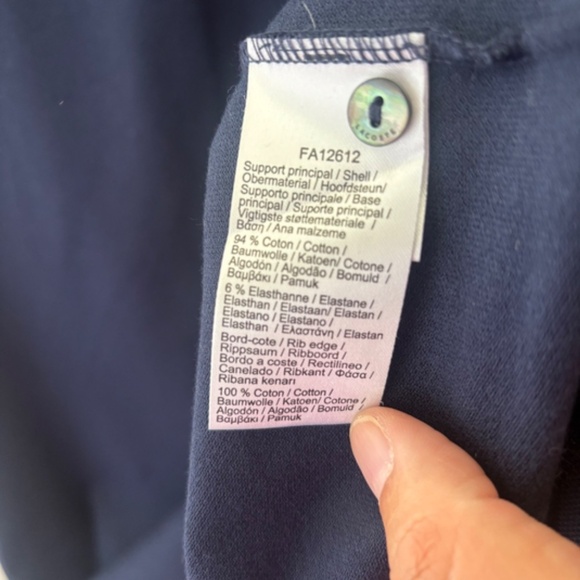 LACOSTE
FA12612
Support principal / Shell /
Obermaterial / Hoofdsteun/
Supporto principale / Base
principal / Suporte principal /
Vigtigste støttemateriale /
Βάση / Ana malzeme
94 % Coton / Cotton /
Baumwolle / Katoen/ Cotone /
Algodón / Algodão / Bomuld /
Βαμβάκι / Pamuk
6 % Elasthanne / Elastane /
Elasthan / Elastaan/ Elastan /
Elastano / Elastano /
Elasthan / Ελαστάνη / Elastan
Bord-cote / Rib edge /
Rippsaum / Ribboord /
Bordo a coste / Rectilineo /
Canelado / Ribkant / Φάσα /
Ribana kenarı
100 % Coton / Cotton /
Baumwolle / Katoen/ Cotone /
Algodón / Algodão / Bomuld /
Βαμβάκι / Pamuk